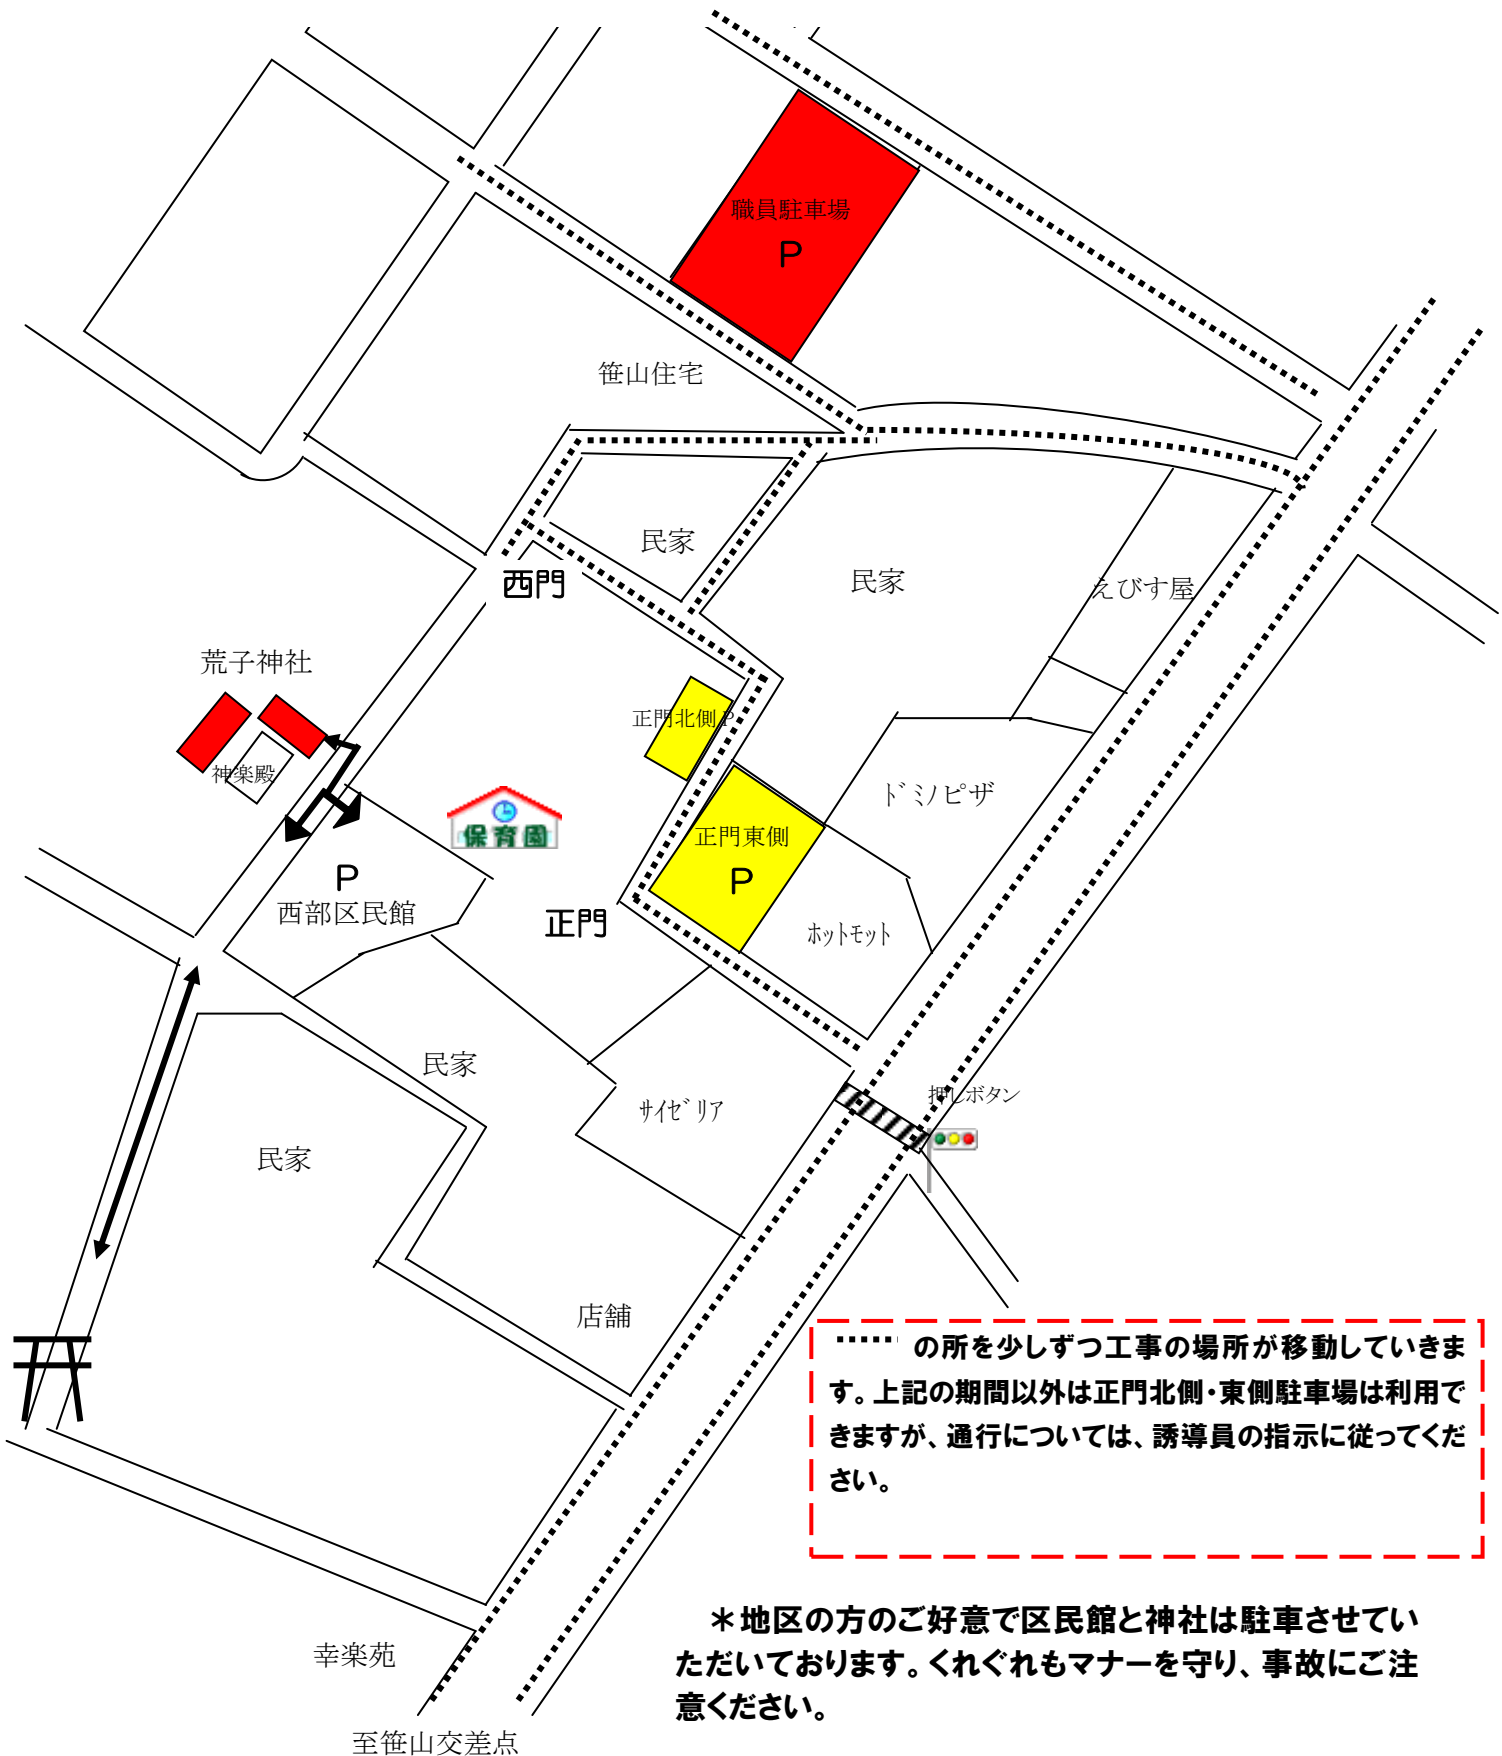 職員駐車場
P
笹山住宅
民家
西門
民家
えびす屋
荒子神社
正門北側P
神楽殿
ドミノピザ
保育園
正門東側
P
P
西部区民館
正門
ホットモット
民家
サイゼリア
押しボタン
民家
店舗
の所を少しずつ工事の場所が移動していきま
す。上記の期間以外は正門北側・東側駐車場は利用で
きますが、通行については、誘導員の指示に従ってくだ
さい。
＊地区の方のご好意で区民館と神社は駐車させてい
ただいております。くれぐれもマナーを守り、事故にご注
意ください。
幸楽苑
至笹山交差点